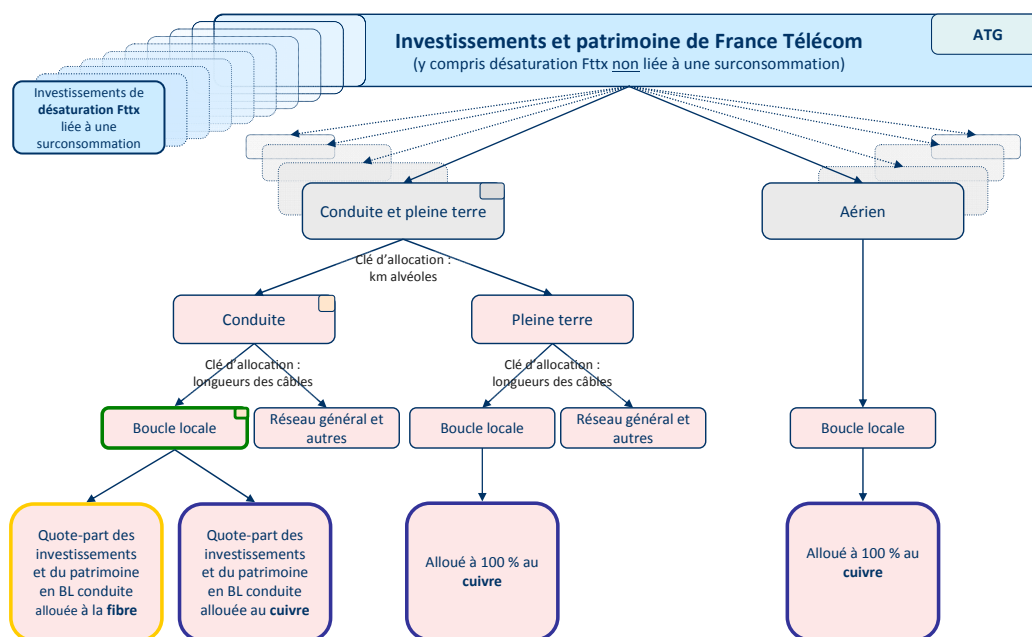 Investissements et patrimoine de France Télécom
(y compris désaturation Fttx non liée à une surconsommation)
ATG
Investissements de
désaturation Fttx
liée à une
surconsommation
Conduite et pleine terre
Aérien
Clé d'allocation :
km alvéoles
Conduite
Pleine terre
Clé d'allocation :
longueurs des câbles
Clé d'allocation :
longueurs des câbles
Boucle locale
Réseau général et
autres
Boucle locale
Réseau général et
autres
Boucle locale
Quote-part des
investissements
et du patrimoine
en BL conduite
allouée à la fibre
Quote-part des
investissements
et du patrimoine
en BL conduite
allouée au cuivre
Alloué à 100 % au
cuivre
Alloué à 100 % au
cuivre